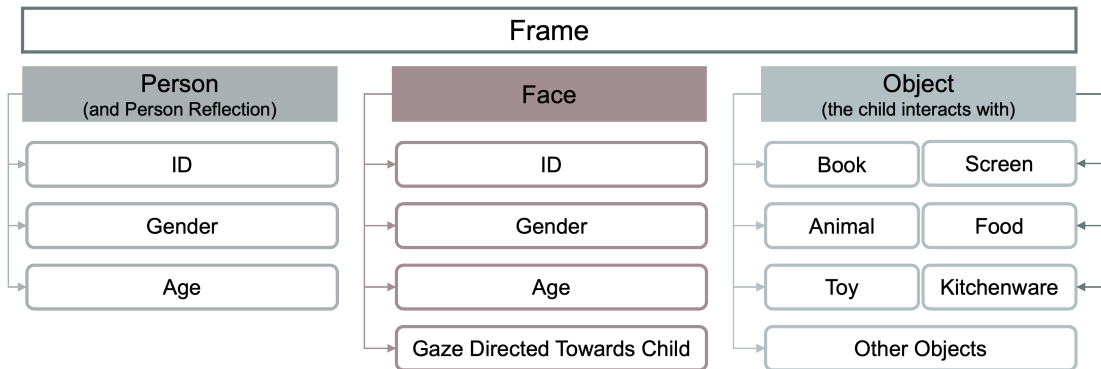 Frame
Person
(and Person Reflection)
ID
Gender
Age
Face
ID
Gender
Age
Gaze Directed Towards Child
Object
(the child interacts with)
Book
Screen
Animal
Food
Toy
Kitchenware
Other Objects